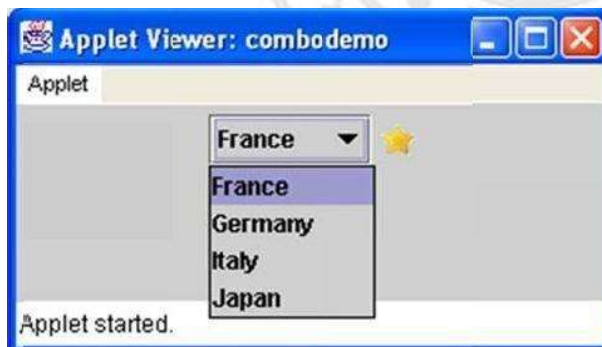 Applet Viewer: combodemo
Applet
France
France
Germany
Italy
Japan
Applet started.